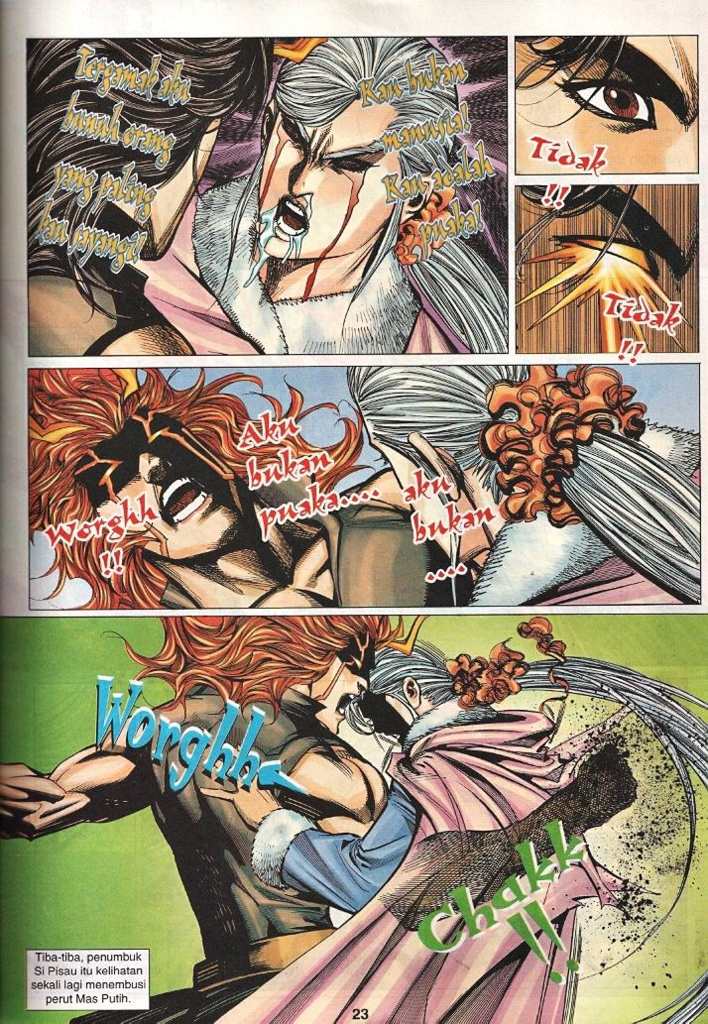 Tergamak aku
bunuh orang
yang paling
kau sayangi!
Kau bukan
manusia!
Kau adalah
puaka!
Tidak
!!
Tidak
!!
Worghh
!!
Aku
bukan
puaka....
aku
bukan
....
Worghh
Chakk
!!
Tiba-tiba, penumbuk
Si Pisau itu kelihatan
sekali lagi menembusi
perut Mas Putih.
23